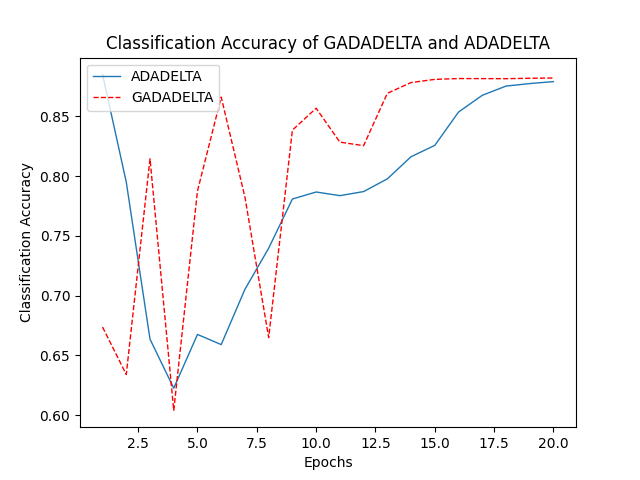 Classification Accuracy of GADADELTA and ADADELTA
ADADELTA
GADADELTA
Classification Accuracy
0.85
0.80
0.75
0.70
0.65
0.60
2.5 5.0 7.5 10.0 12.5 15.0 17.5 20.0
Epochs